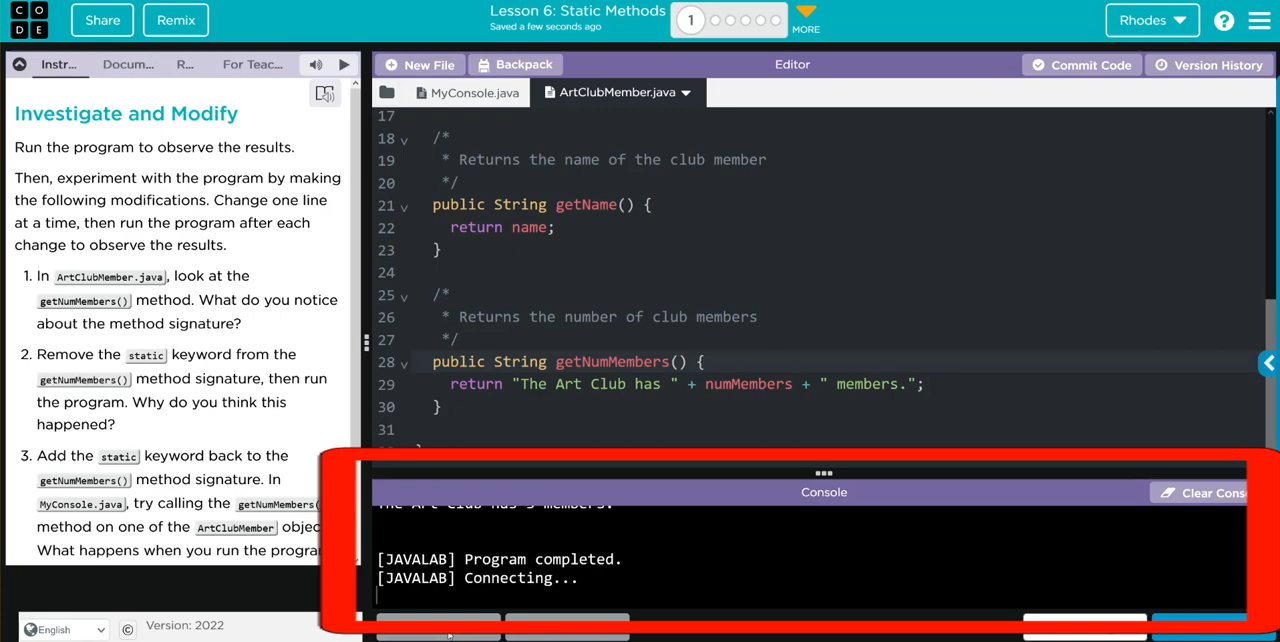 C O
D E
Share
Remix
Lesson 6: Static Methods
Saved a few seconds ago
1
MORE
Rhodes
?
Instr...
Docum...
R...
For Teac...
New File
Backpack
Editor
Commit Code
Version History
MyConsole.java
ArtClubMember.java
Investigate and Modify
Run the program to observe the results.
Then, experiment with the program by making
the following modifications. Change one line
at a time, then run the program after each
change to observe the results.
1. In ArtClubMember.java, look at the
getNumMembers() method. What do you notice
about the method signature?
2. Remove the static keyword from the
getNumMembers() method signature, then run
the program. Why do you think this
happened?
3. Add the static keyword back to the
getNumMembers() method signature. In
MyConsole.java, try calling the getNumMembers(
method on one of the ArtClubMember objec
What happens when you run the progra
17
18 /*
19 * Returns the name of the club member
20 */
21 public String getName() {
22 return name;
23 }
24
25 /*
26 * Returns the number of club members
27 */
28 public String getNumMembers() {
29 return "The Art Club has " + numMembers + " members.";
30 }
31
Console
Clear Cons
The Art Club has 3 members.
[JAVALAB] Program completed.
[JAVALAB] Connecting...
English
©
Version: 2022